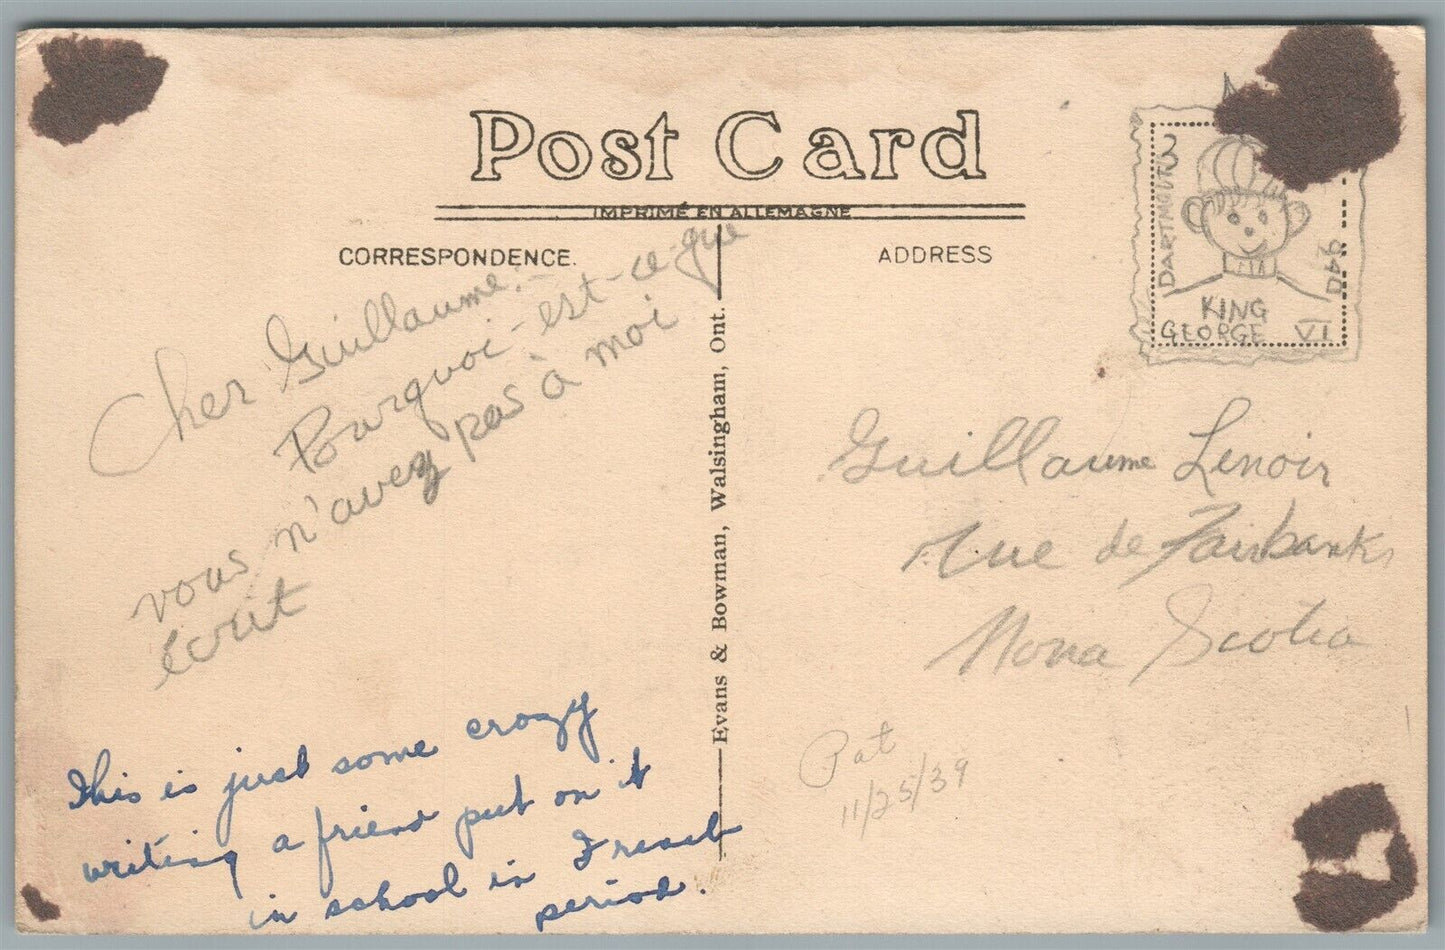 Post Card
IMPRIMÉ EN ALLEMAGNE
CORRESPONDENCE.
ADDRESS
Cher Guillaume:-
Pourquoi-est-ce-que
vous n'avez pas à moi
écrit
This is just some crazy
writing a friend put on it
in school in French
period.
Evans & Bowman, Walsingham, Ont.
DARTMOUTH
KING
GEORGE VI
Guillaume Lenoir
Rue de Fairbanks
Nova Scotia
Pat
11/25/39